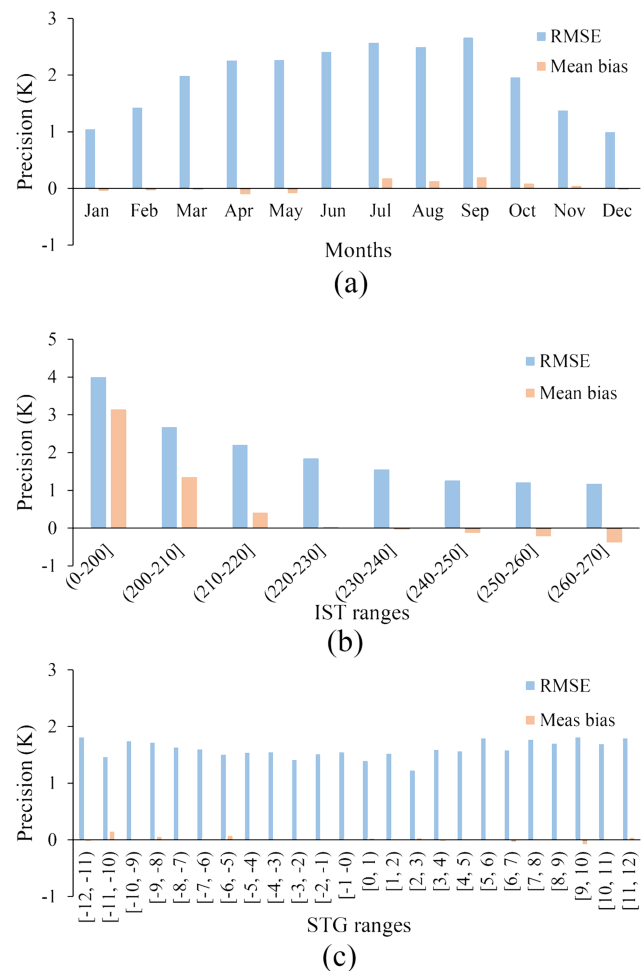 3
RMSE
Mean bias
2
1
0
-1
Precision (K)
Jan Feb Mar Apr May Jun Jul Aug Sep Oct Nov Dec
Months
(a)
5
RMSE
4
Mean bias
3
2
1
0
-1
Precision (K)
(0-200] (200-210] (210-220] (220-230] (230-240] (240-250] (250-260] (260-270]
IST ranges
(b)
3
RMSE
Meas bias
2
1
0
-1
Precision (K)
[-12, -11) [-11, -10) [-10, -9) [-9, -8) [-8, -7) [-7, -6) [-6, -5) [-5, -4) [-4, -3) [-3, -2) [-2, -1) [-1 -0) [0, 1) [1, 2) [2, 3) [3, 4) [4, 5) [5, 6) [6, 7) [7, 8) [8, 9) [9, 10) [10, 11) [11, 12)
STG ranges
(c)